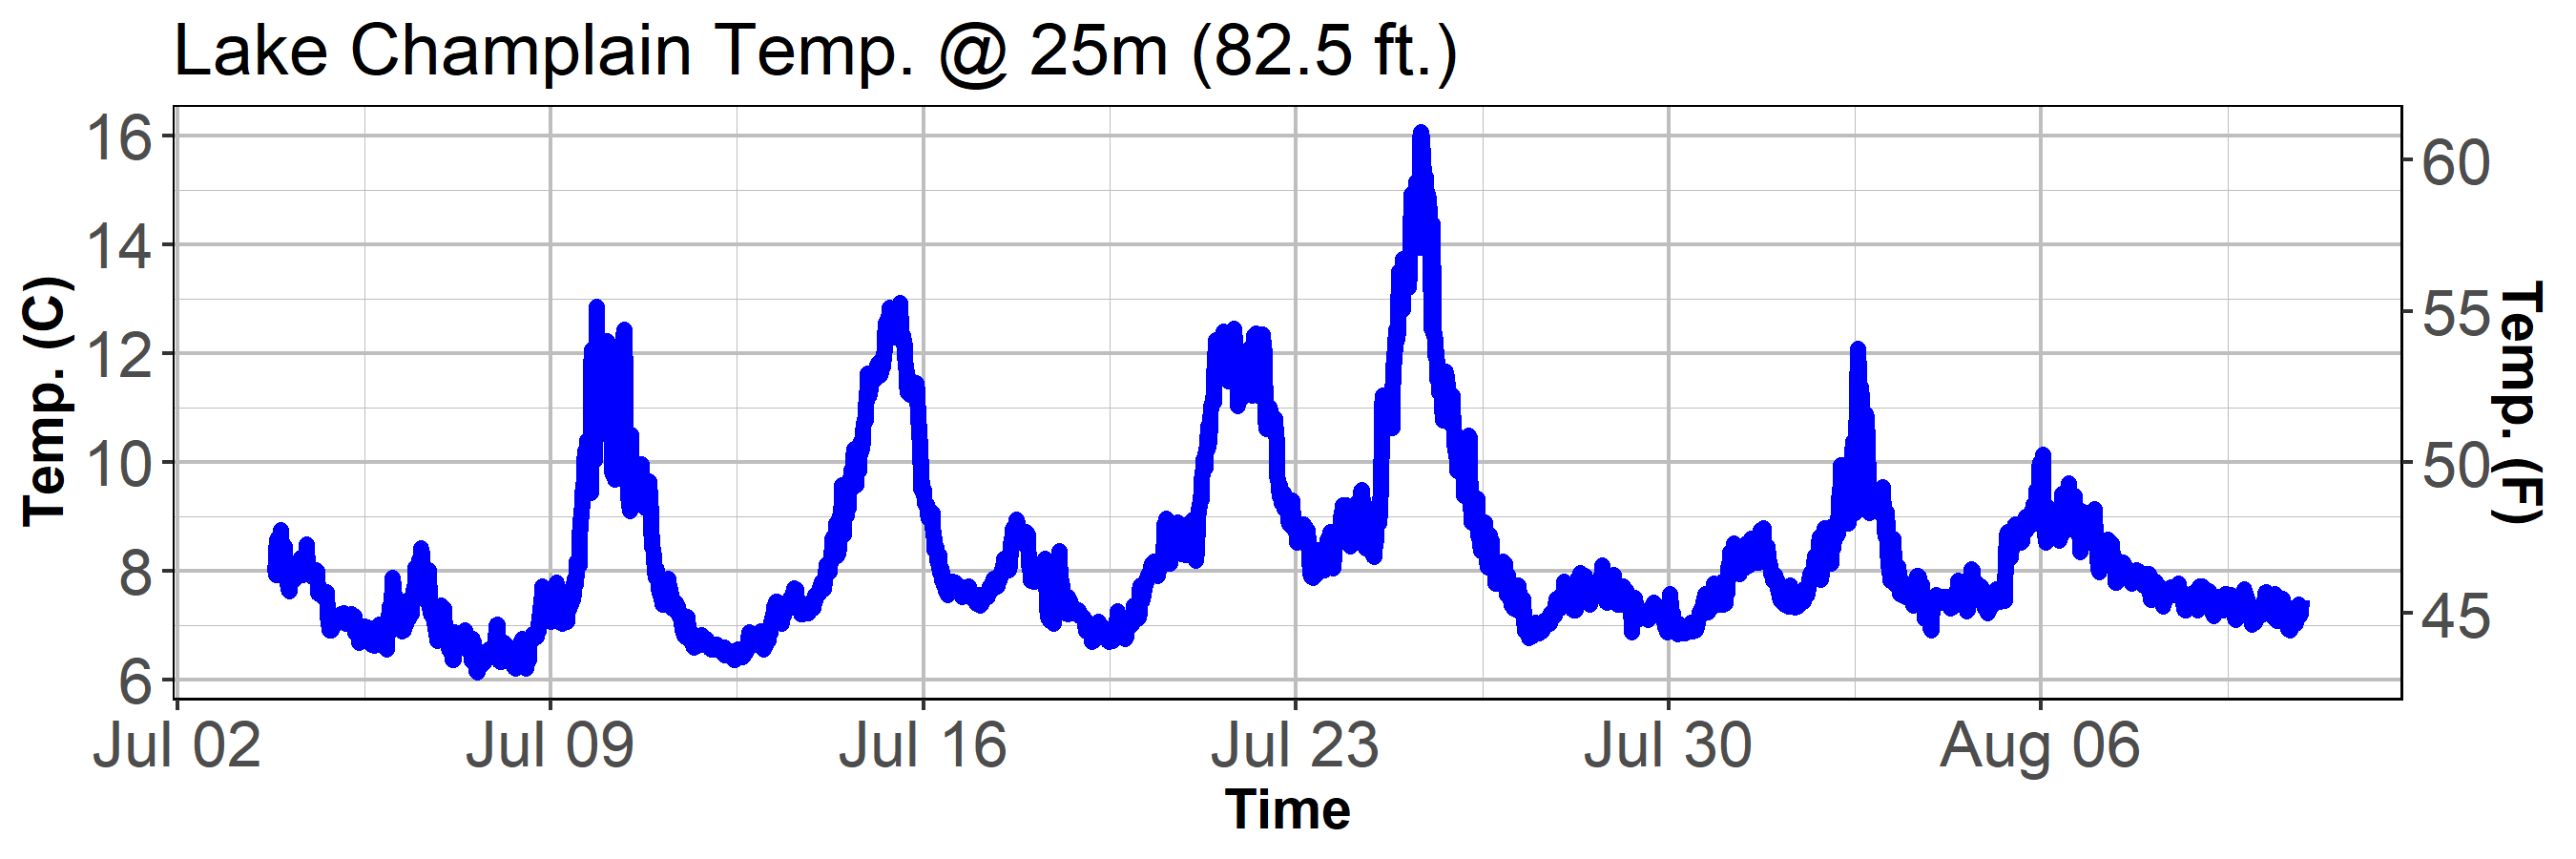 Lake Champlain Temp. @ 25m (82.5 ft.)
Temp. (C)
16
14
12
10
8
6
60
55
50
45
Temp. (F)
Jul 02 Jul 09 Jul 16 Jul 23 Jul 30 Aug 06
Time